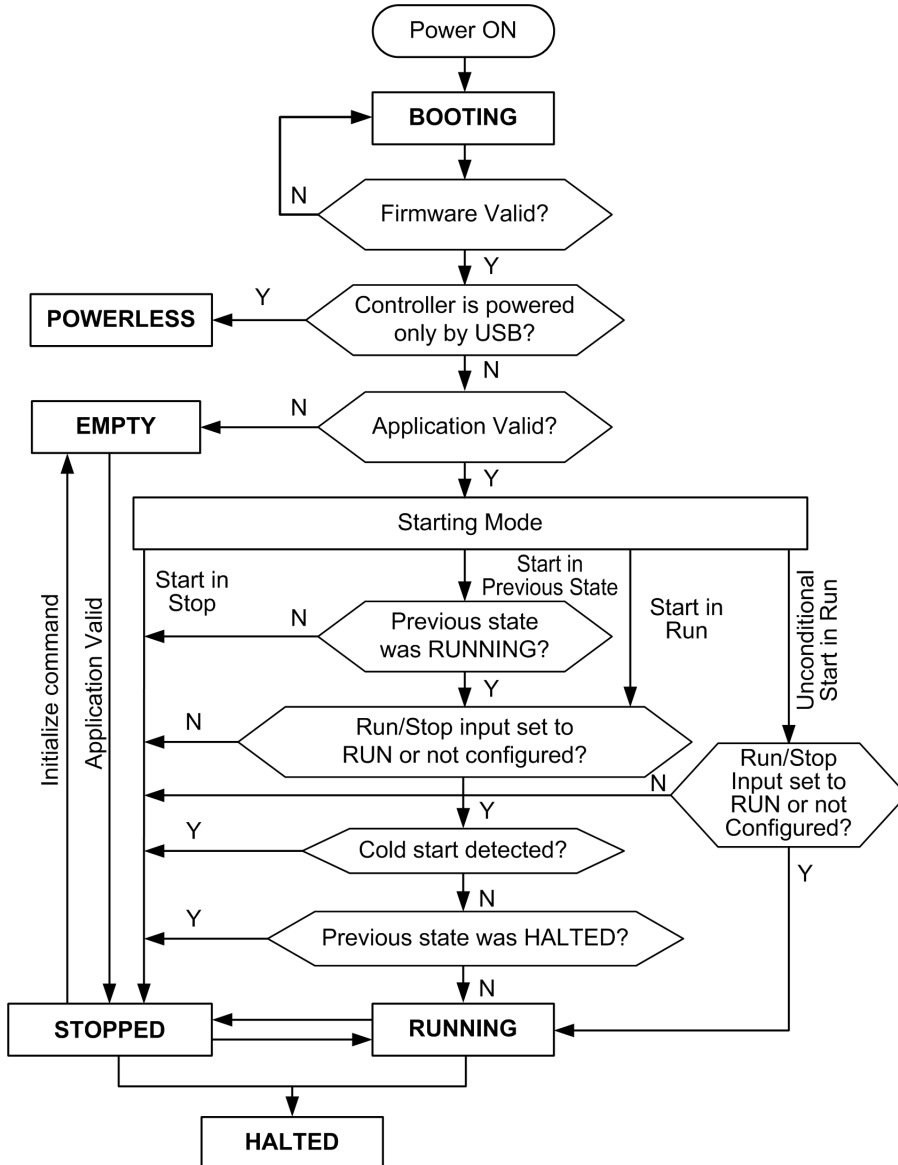 Power ON
BOOTING
N
Firmware Valid?
Y
Y
Controller is powered
only by USB?
POWERLESS
N
N
EMPTY
Application Valid?
Y
Starting Mode
Start in
Stop
Start in
Previous State
Start in
Run
Unconditional
Start in Run
Initialize command
Application Valid
N
Previous state
was RUNNING?
Y
N
Run/Stop input set to
RUN or not configured?
Run/Stop
Input set to
RUN or not
Configured?
N
Y
Y
Cold start detected?
Y
N
Y
Previous state was HALTED?
N
STOPPED
RUNNING
HALTED